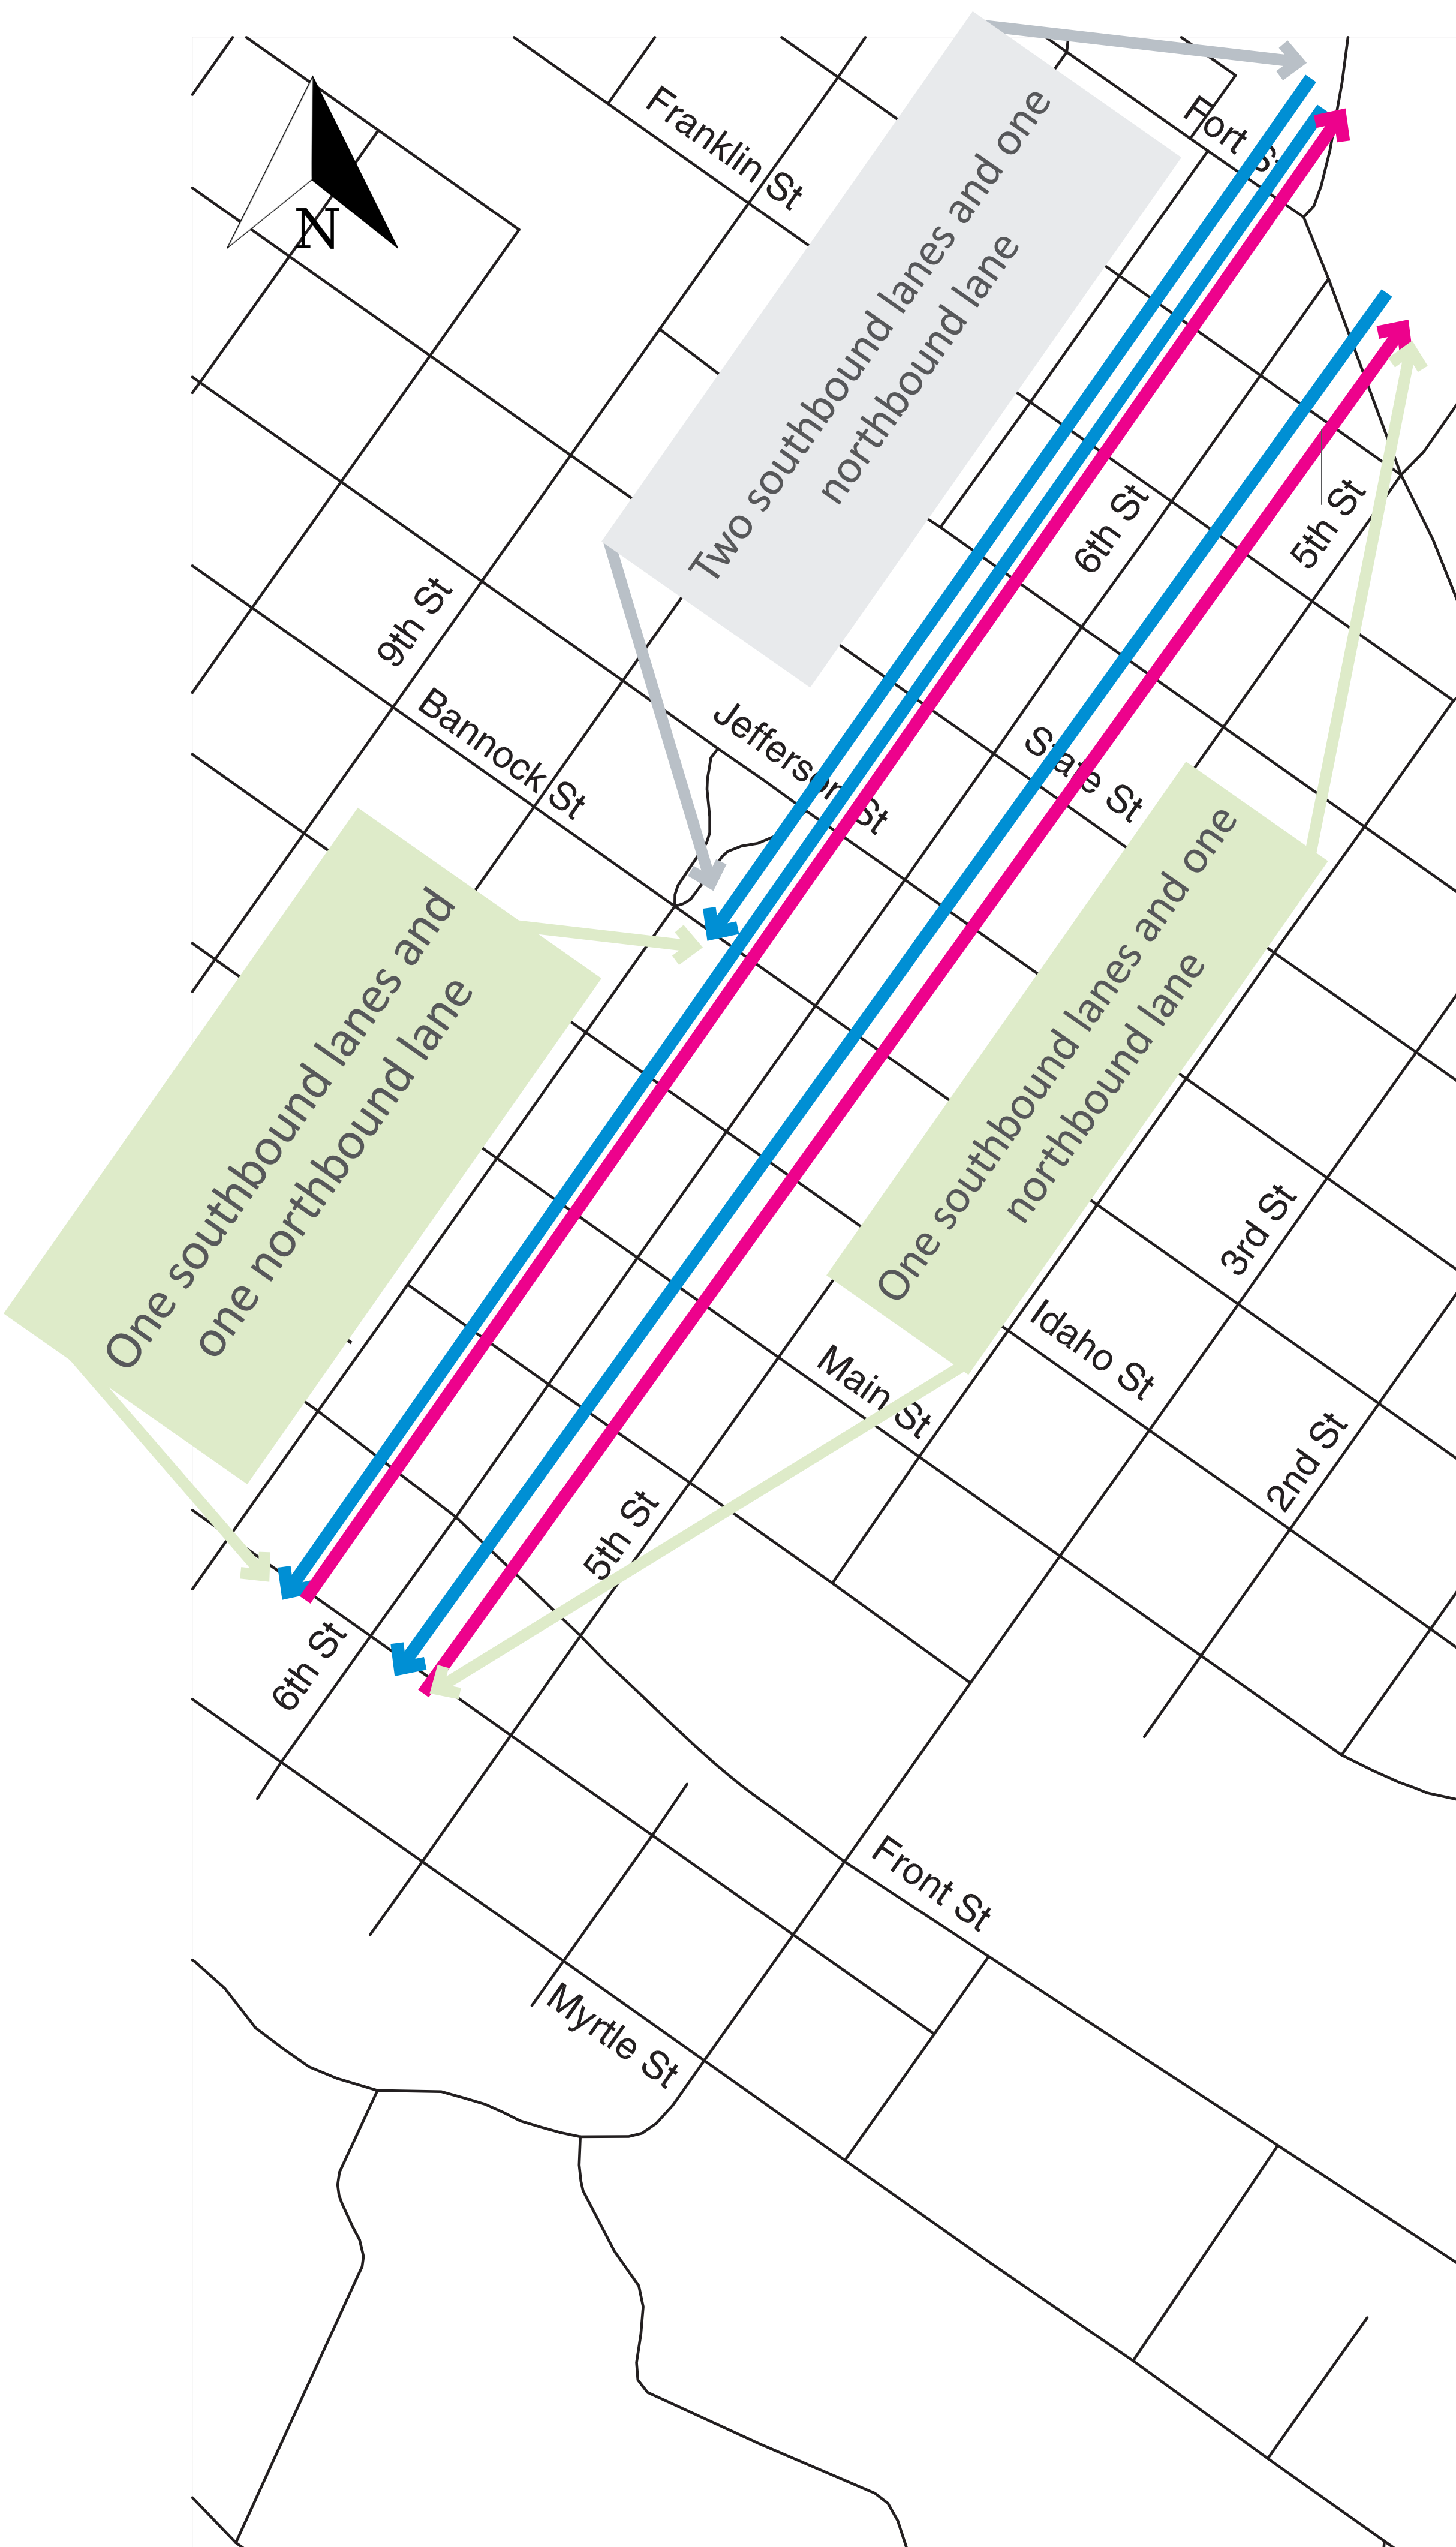 Franklin St
Fort S
N
Two southbound lanes and one
northbound lane
6th St
5th St
9th St
Bannock St
Jefferson St
State St
One southbound lanes and
one northbound lane
One southbound lanes and one
northbound lane
3rd St
Idaho St
Main St
2nd St
5th St
6th St
Front St
Myrtle St